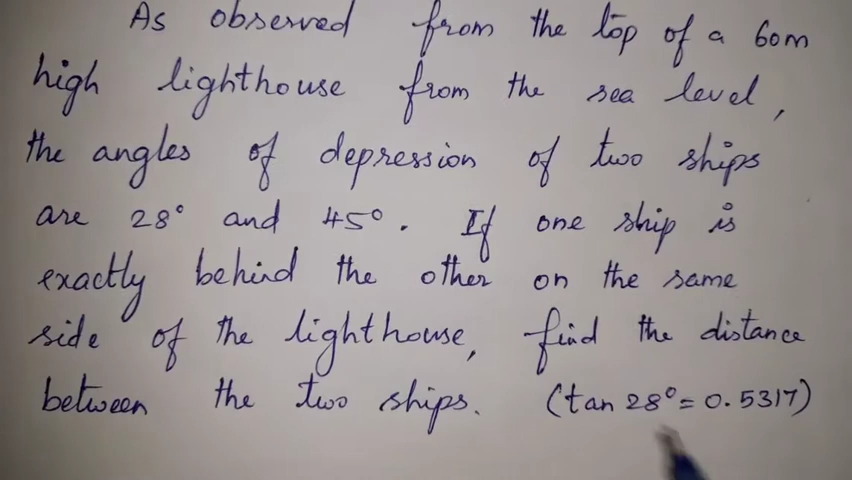 As observed from the top of a 60m
high lighthouse from the sea level,
the angles of depression of two ships
are 28° and 45°. If one ship is
exactly behind the other on the same
side of the lighthouse, find the distance
between the two ships. (tan 28° = 0.5317)